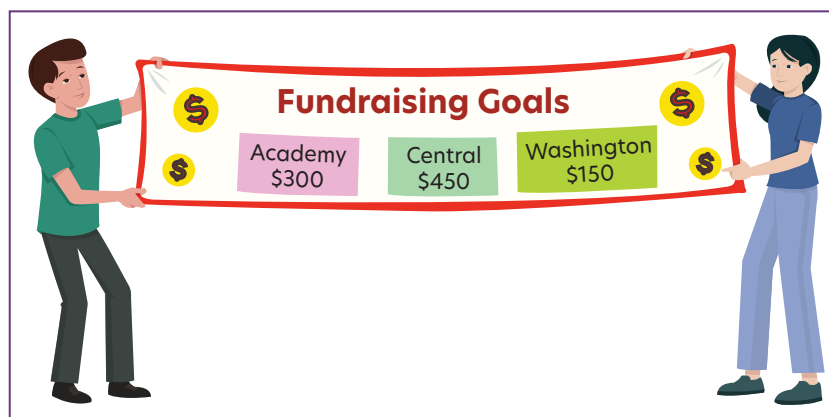 Fundraising Goals
Academy
$300
Central
$450
Washington
$150
$
$
$
$